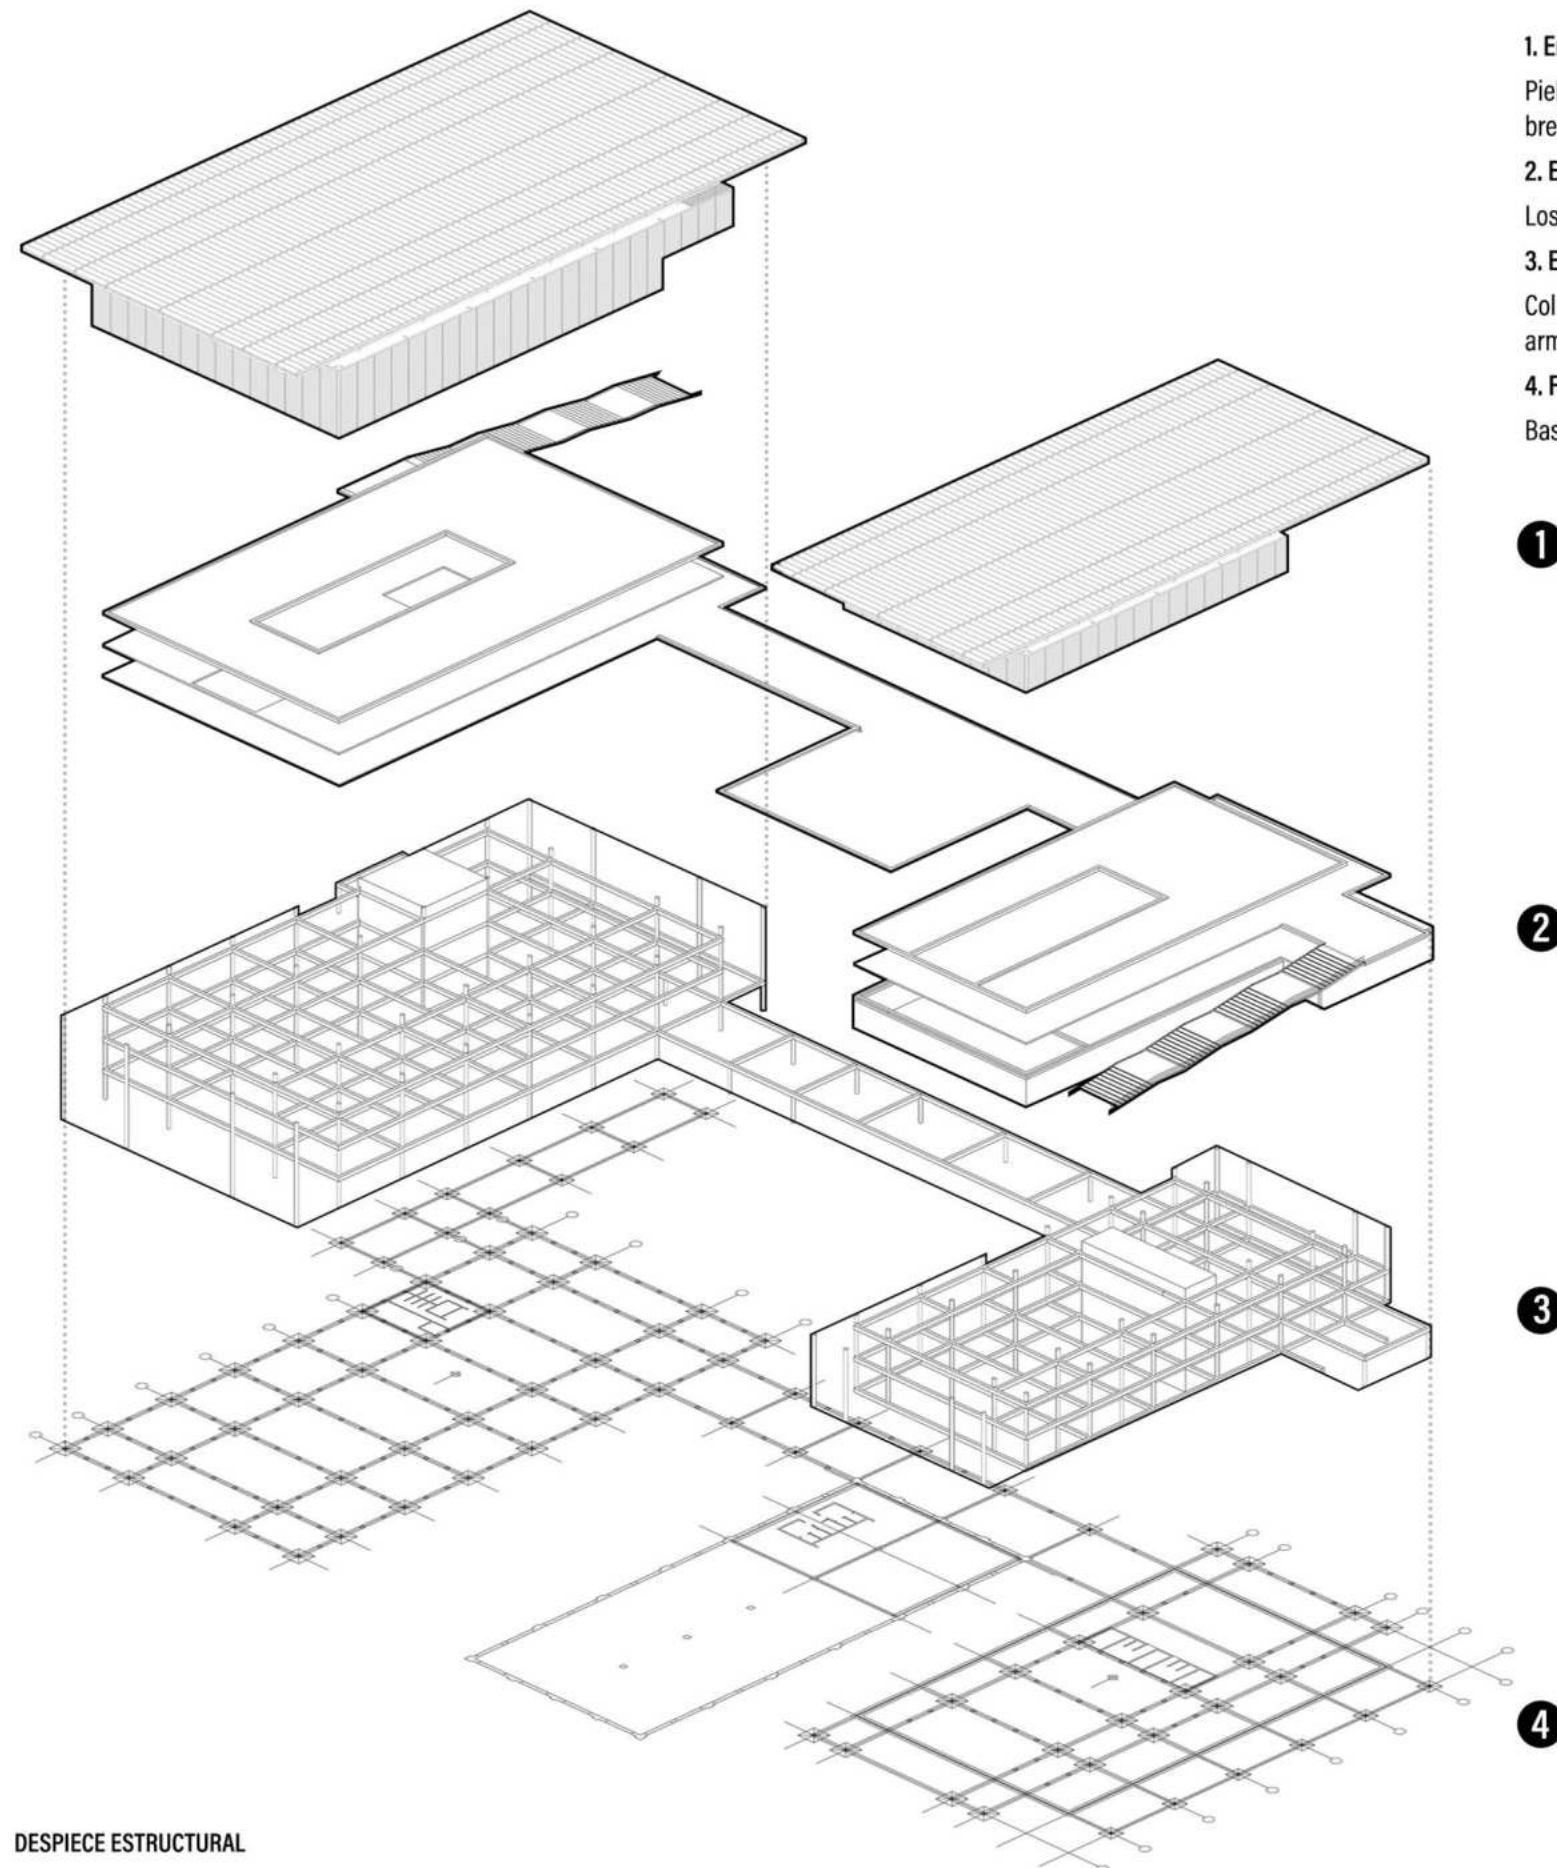 1. E
Piel
bre
2. E
Los
3. E
Col
arm
4. F
Bas
1
2
3
4
DESPIECE ESTRUCTURAL